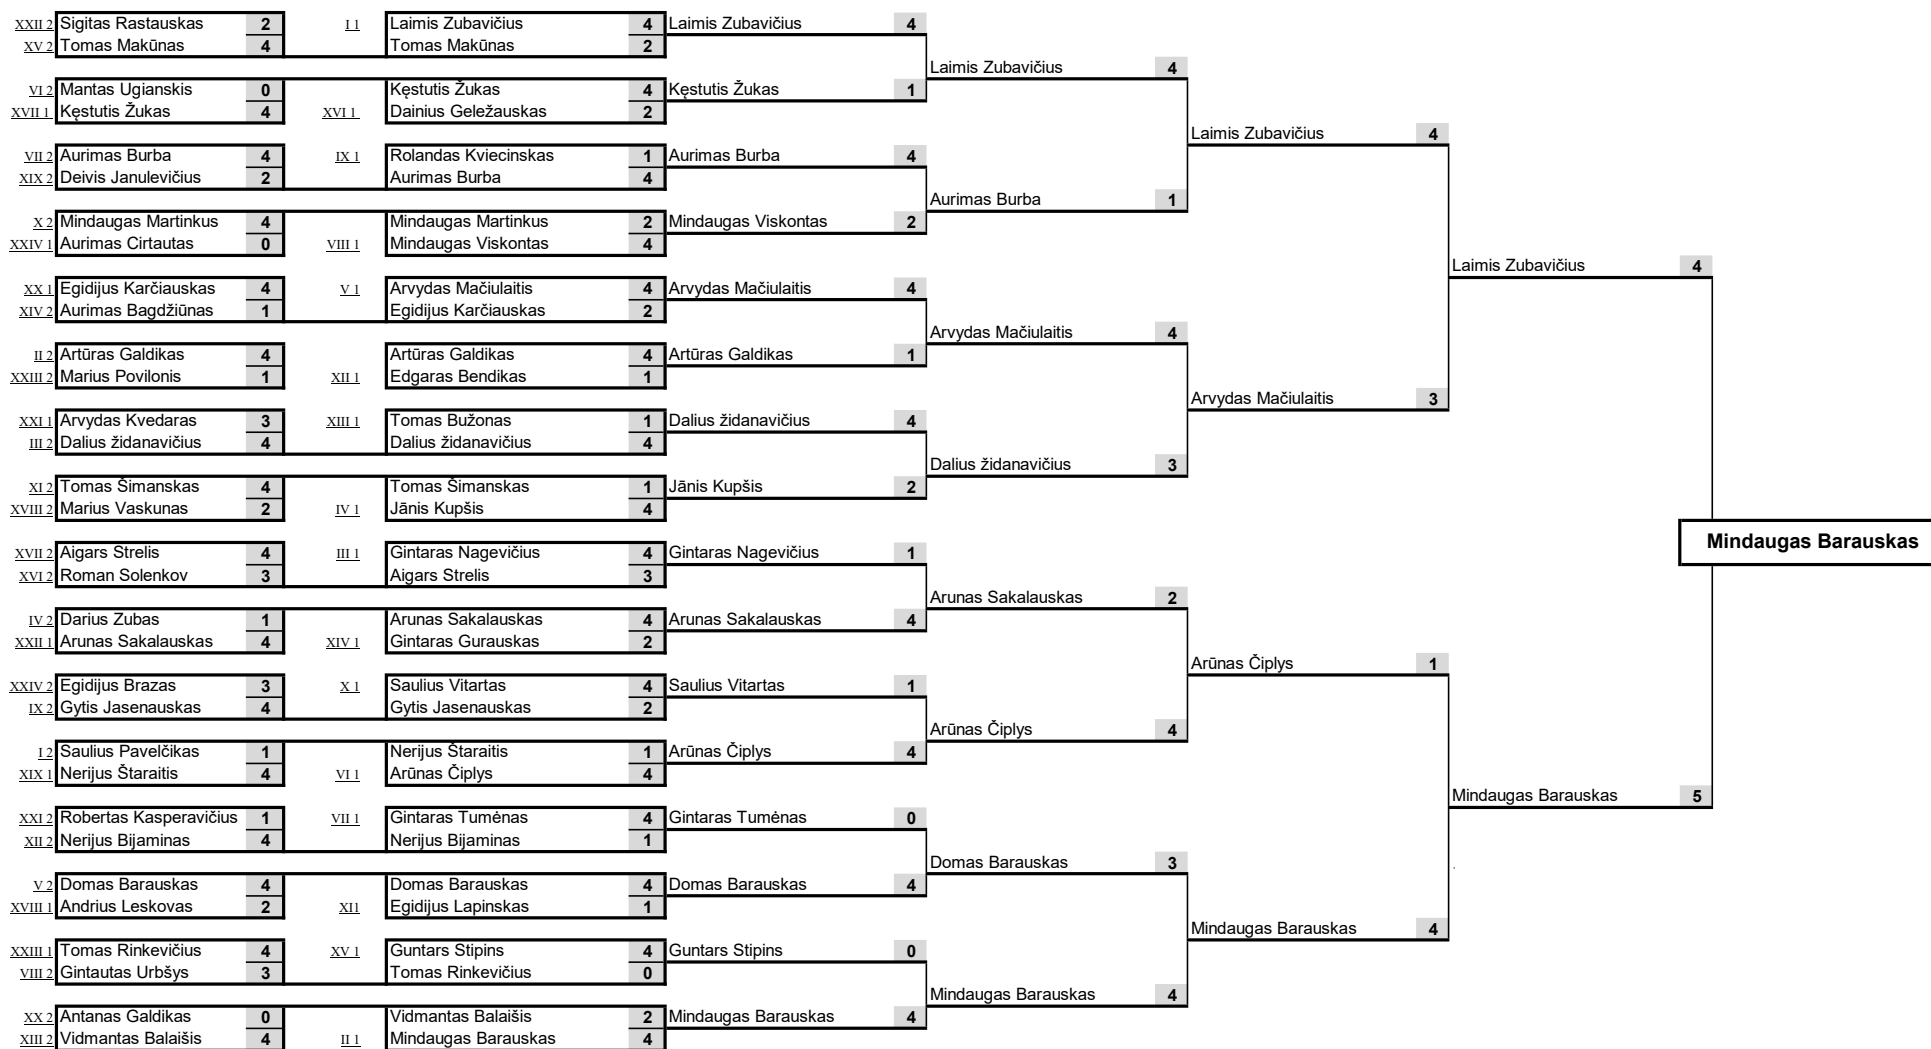 XXII 2 Sigitas Rastauskas 2 I 1 Laimis Zubavičius 4 Laimis Zubavičius 4
XV 2 Tomas Makūnas 4 Tomas Makūnas 2
Laimis Zubavičius 4
VI 2 Mantas Ugianskis 0 Kęstutis Žukas 4 Kęstutis Žukas 1
XVII 1 Kęstutis Žukas 4 XVI 1 Dainius Geležauskas 2
Laimis Zubavičius 4
VII 2 Aurimas Burba 4 IX 1 Rolandas Kviecinskas 1 Aurimas Burba 4
XIX 2 Deivis Janulevičius 2 Aurimas Burba 4
Aurimas Burba 1
X 2 Mindaugas Martinkus 4 Mindaugas Martinkus 2 Mindaugas Viskontas 2
XXIV 1 Aurimas Cirtautas 0 VIII 1 Mindaugas Viskontas 4
Laimis Zubavičius 4
XX 1 Egidijus Karčiauskas 4 V 1 Arvydas Mačiulaitis 4 Arvydas Mačiulaitis 4
XIV 2 Aurimas Bagdžiūnas 1 Egidijus Karčiauskas 2
Arvydas Mačiulaitis 4
II 2 Artūras Galdikas 4 Artūras Galdikas 4 Artūras Galdikas 1
XXIII 2 Marius Povilonis 1 XII 1 Edgaras Bendikas 1
Arvydas Mačiulaitis 3
XXI 1 Arvydas Kvedaras 3 XIII 1 Tomas Bužonas 1 Dalius židanavičius 4
III 2 Dalius židanavičius 4 Dalius židanavičius 4
Dalius židanavičius 3
XI 2 Tomas Šimanskas 4 Tomas Šimanskas 1 Jānis Kupšis 2
XVIII 2 Marius Vaskunas 2 IV 1 Jānis Kupšis 4
Mindaugas Barauskas
XVII 2 Aigars Strelis 4 III 1 Gintaras Nagevičius 4 Gintaras Nagevičius 1
XVI 2 Roman Solenkov 3 Aigars Strelis 3
Arunas Sakalauskas 2
IV 2 Darius Zubas 1 Arunas Sakalauskas 4 Arunas Sakalauskas 4
XXII 1 Arunas Sakalauskas 4 XIV 1 Gintaras Gurauskas 2
Arūnas Čiplys 1
XXIV 2 Egidijus Brazas 3 X 1 Saulius Vitartas 4 Saulius Vitartas 1
IX 2 Gytis Jasenauskas 4 Gytis Jasenauskas 2
Arūnas Čiplys 4
I 2 Saulius Pavelčikas 1 Nerijus Štaraitis 1 Arūnas Čiplys 4
XIX 1 Nerijus Štaraitis 4 VI 1 Arūnas Čiplys 4
Mindaugas Barauskas 5
XXI 2 Robertas Kasperavičius 1 VII 1 Gintaras Tumėnas 4 Gintaras Tumėnas 0
XII 2 Nerijus Bijaminas 4 Nerijus Bijaminas 1
Domas Barauskas 3
V 2 Domas Barauskas 4 Domas Barauskas 4 Domas Barauskas 4
XVIII 1 Andrius Leskovas 2 XI1 Egidijus Lapinskas 1
Mindaugas Barauskas 4
XXIII 1 Tomas Rinkevičius 4 XV 1 Guntars Stipins 4 Guntars Stipins 0
VIII 2 Gintautas Urbšys 3 Tomas Rinkevičius 0
Mindaugas Barauskas 4
XX 2 Antanas Galdikas 0 Vidmantas Balaišis 2 Mindaugas Barauskas 4
XIII 2 Vidmantas Balaišis 4 II 1 Mindaugas Barauskas 4